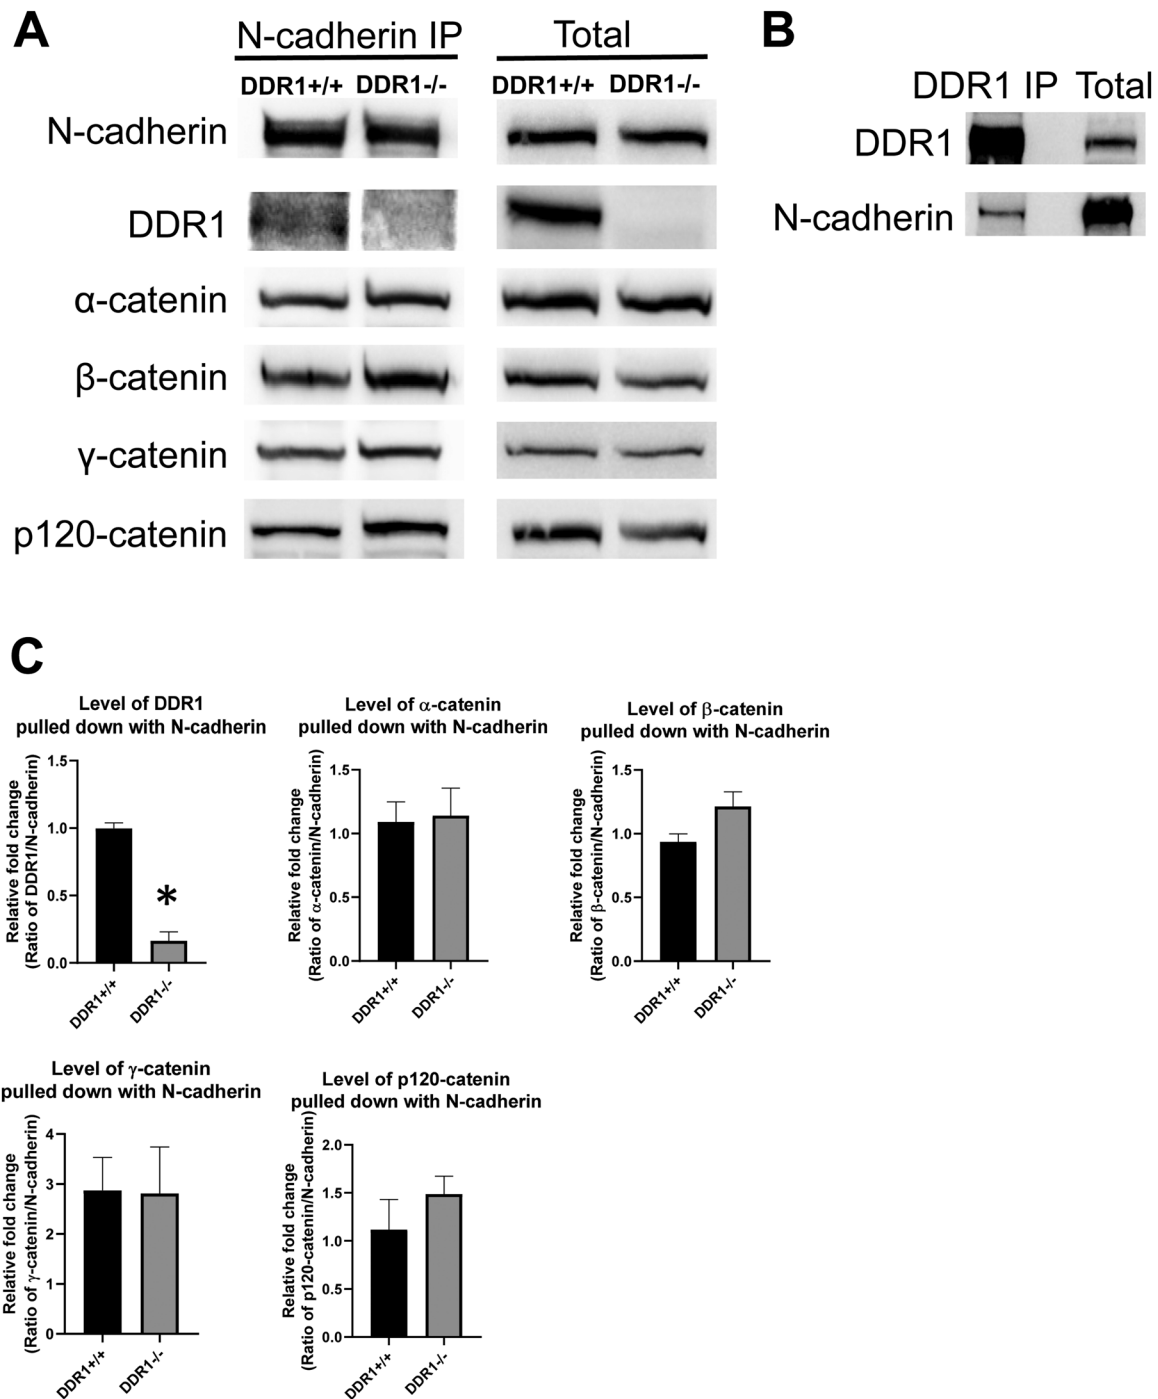 A
N-cadherin IP
Total
DDR1+/+ DDR1-/-
DDR1+/+ DDR1-/-
N-cadherin
DDR1
α-catenin
β-catenin
γ-catenin
p120-catenin
B
DDR1 IP Total
DDR1
N-cadherin
C
Level of DDR1
pulled down with N-cadherin
Relative fold change
(Ratio of DDR1/N-cadherin)
1.5
1.0
0.5
0.0
*
DDR1+/+
DDR1-/-
Level of α-catenin
pulled down with N-cadherin
Relative fold change
(Ratio of α-catenin/N-cadherin)
1.5
1.0
0.5
0.0
DDR1+/+
DDR1-/-
Level of β-catenin
pulled down with N-cadherin
Relative fold change
(Ratio of β-catenin/N-cadherin)
1.5
1.0
0.5
0.0
DDR1+/+
DDR1-/-
Level of γ-catenin
pulled down with N-cadherin
Relative fold change
(Ratio of γ-catenin/N-cadherin)
4
3
2
1
0
DDR1+/+
DDR1-/-
Level of p120-catenin
pulled down with N-cadherin
Relative fold change
(Ratio of p120-catenin/N-cadherin)
2.0
1.5
1.0
0.5
0.0
DDR1+/+
DDR1-/-